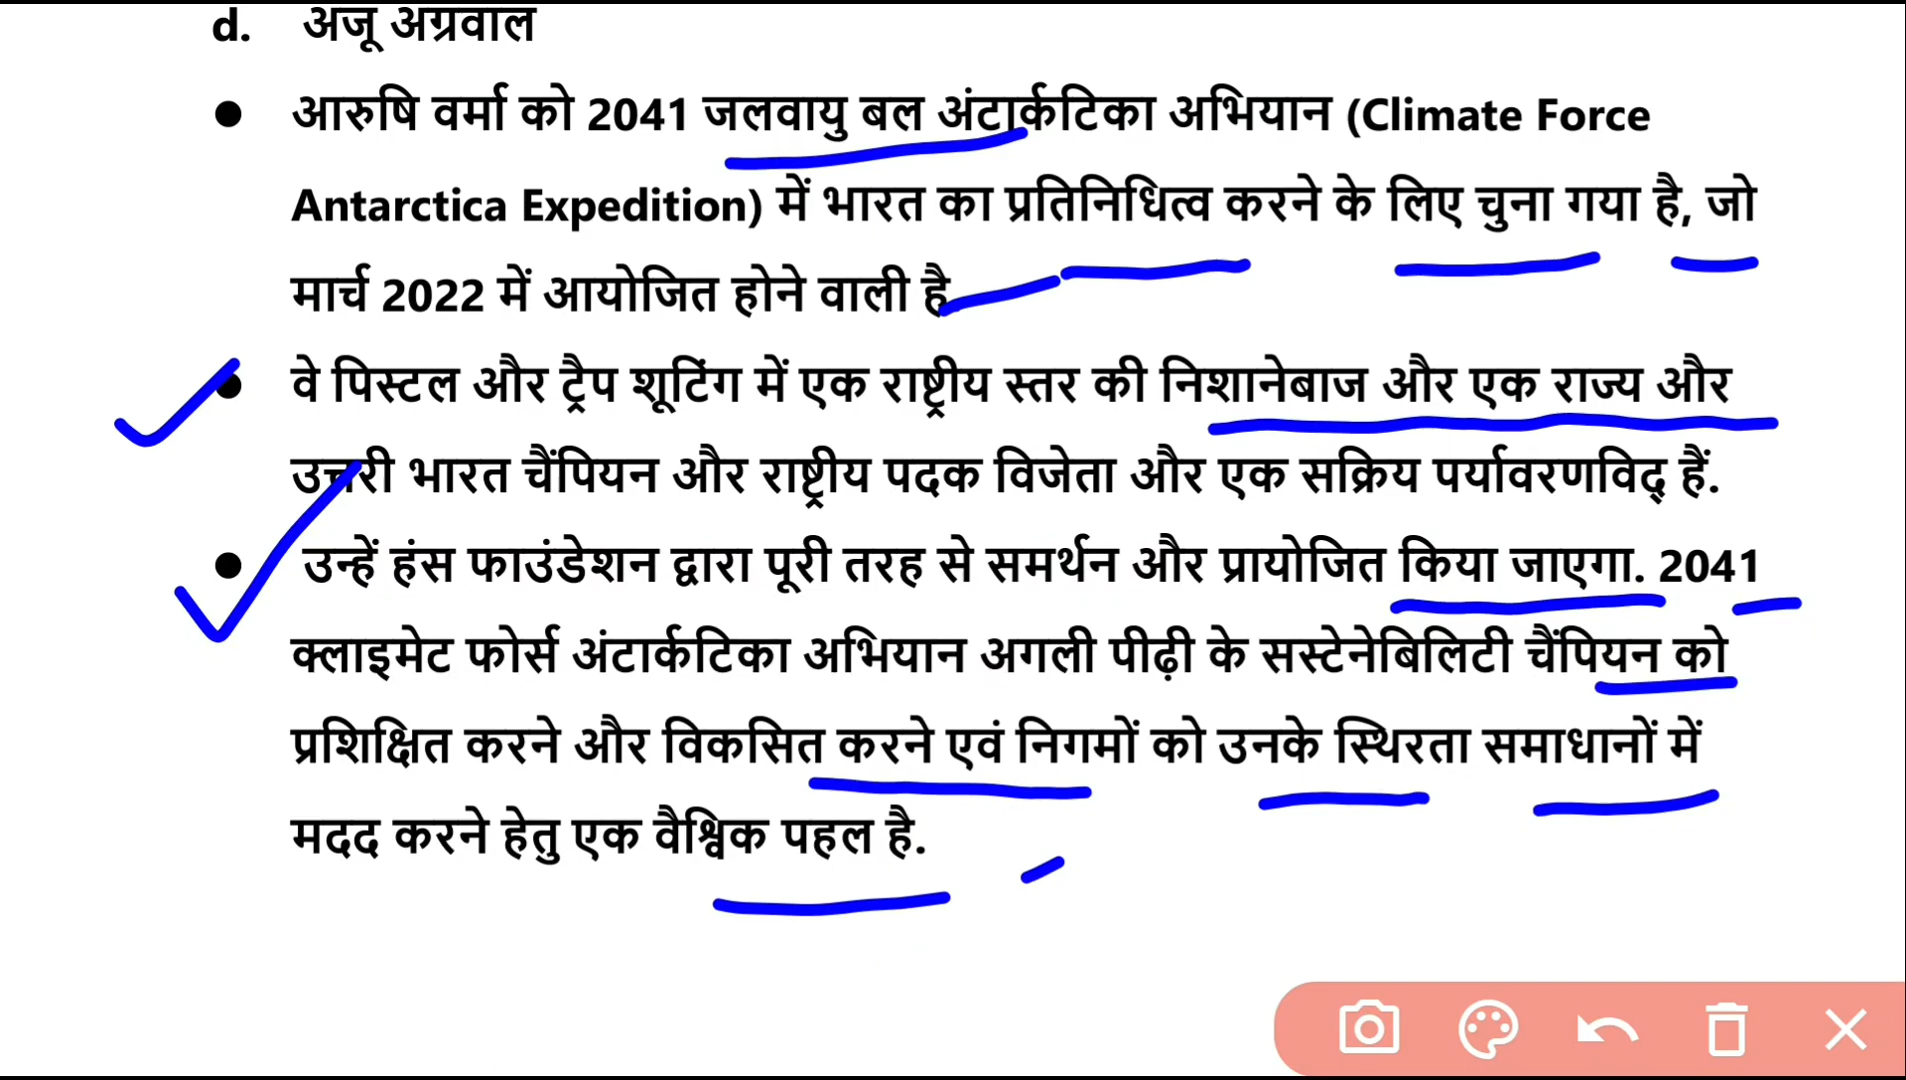 d. अजू अग्रवाल
● आरुषि वर्मा को 2041 जलवायु बल अंटार्कटिका अभियान (Climate Force
Antarctica Expedition) में भारत का प्रतिनिधित्व करने के लिए चुना गया है, जो
मार्च 2022 में आयोजित होने वाली है
● वे पिस्टल और ट्रैप शूटिंग में एक राष्ट्रीय स्तर की निशानेबाज और एक राज्य और
उत्तरी भारत चैंपियन और राष्ट्रीय पदक विजेता और एक सक्रिय पर्यावरणविद् हैं.
● उन्हें हंस फाउंडेशन द्वारा पूरी तरह से समर्थन और प्रायोजित किया जाएगा. 2041
क्लाइमेट फोर्स अंटार्कटिका अभियान अगली पीढ़ी के सस्टेनेबिलिटी चैंपियन को
प्रशिक्षित करने और विकसित करने एवं निगमों को उनके स्थिरता समाधानों में
मदद करने हेतु एक वैश्विक पहल है.